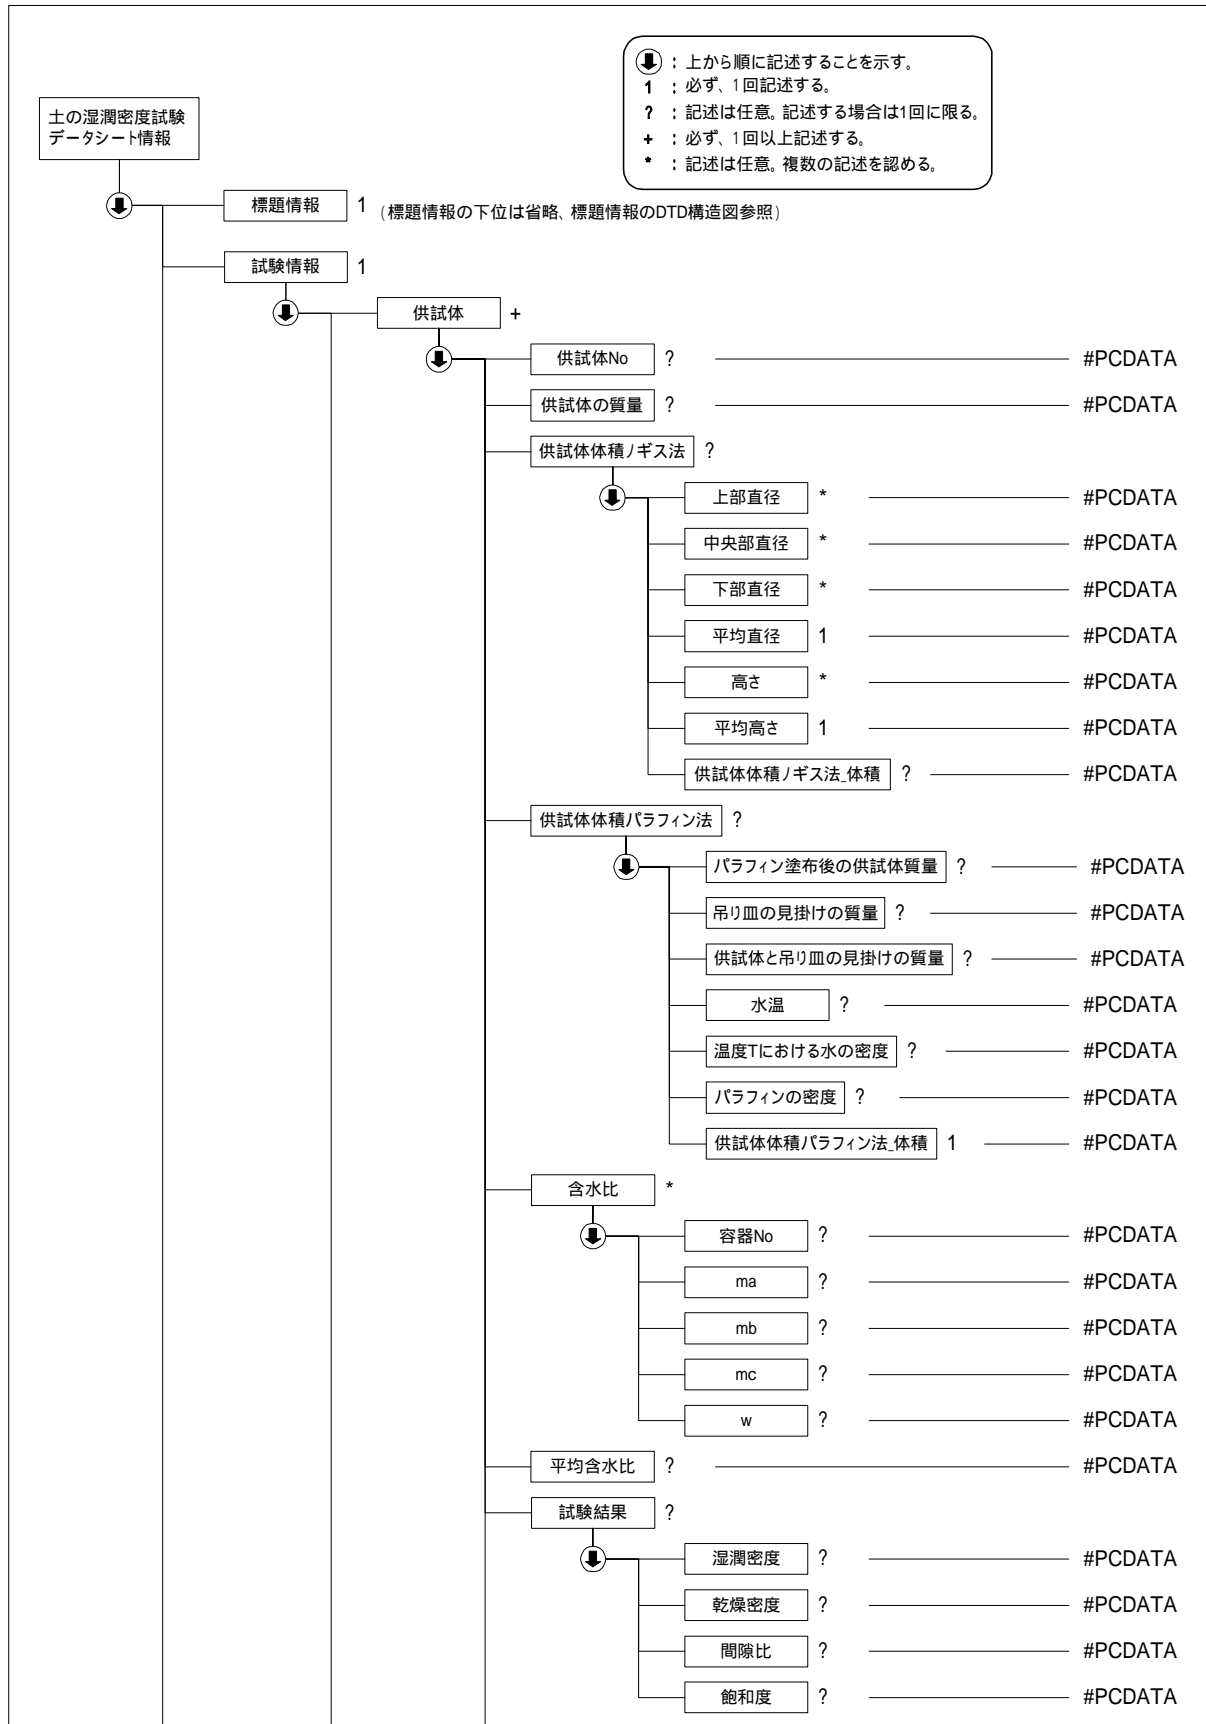 ：上から順に記述することを示す。
1 ：必ず、1回記述する。
? ：記述は任意。記述する場合は1回に限る。
+ ：必ず、1回以上記述する。
* ：記述は任意。複数の記述を認める。
土の湿潤密度試験
データシート情報
標題情報 1 (標題情報の下位は省略、標題情報のDTD構造図参照)
試験情報 1
供試体 +
供試体No ? #PCDATA
供試体の質量 ? #PCDATA
供試体体積ノギス法 ?
上部直径 * #PCDATA
中央部直径 * #PCDATA
下部直径 * #PCDATA
平均直径 1 #PCDATA
高さ * #PCDATA
平均高さ 1 #PCDATA
供試体体積ノギス法_体積 ? #PCDATA
供試体体積パラフィン法 ?
パラフィン塗布後の供試体質量 ? #PCDATA
吊り皿の見掛けの質量 ? #PCDATA
供試体と吊り皿の見掛けの質量 ? #PCDATA
水温 ? #PCDATA
温度Tにおける水の密度 ? #PCDATA
パラフィンの密度 ? #PCDATA
供試体体積パラフィン法_体積 1 #PCDATA
含水比 *
容器No ? #PCDATA
ma ? #PCDATA
mb ? #PCDATA
mc ? #PCDATA
w ? #PCDATA
平均含水比 ? #PCDATA
試験結果 ?
湿潤密度 ? #PCDATA
乾燥密度 ? #PCDATA
間隙比 ? #PCDATA
飽和度 ? #PCDATA